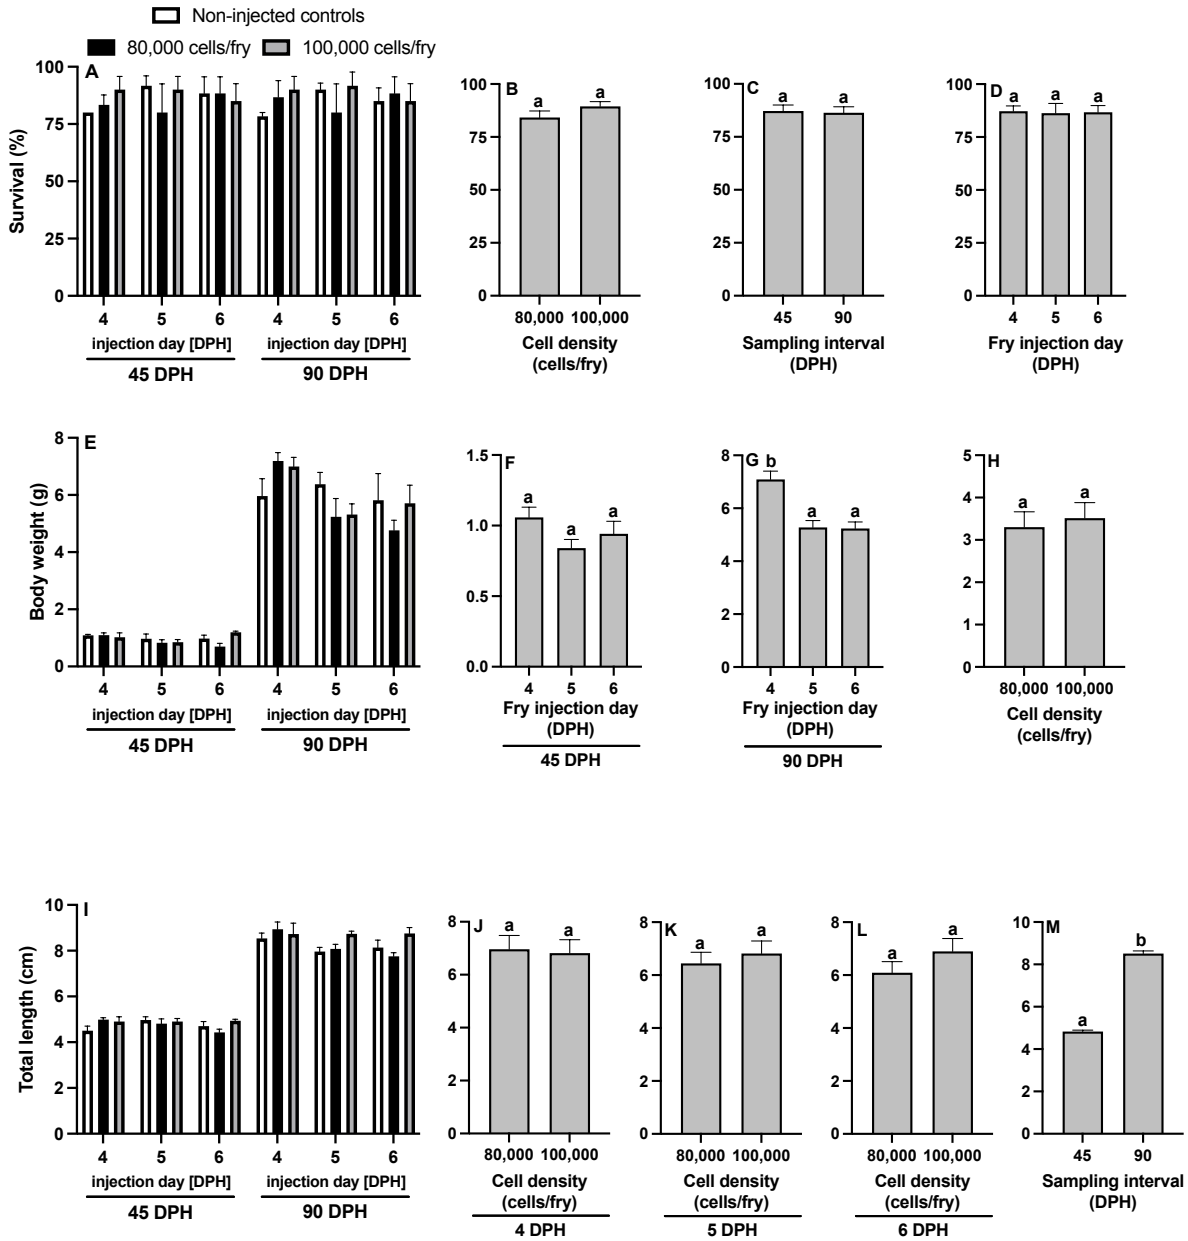 Non-injected controls
80,000 cells/fry 100,000 cells/fry
A
Survival (%)
100
75
50
25
0
4 5 6 4 5 6
injection day [DPH] injection day [DPH]
45 DPH 90 DPH
B
100
75
50
25
0
a a
80,000 100,000
Cell density
(cells/fry)
C
100
75
50
25
0
a a
45 90
Sampling interval
(DPH)
D
100
75
50
25
0
a a a
4 5 6
Fry injection day
(DPH)
E
Body weight (g)
8
6
4
2
0
4 5 6 4 5 6
injection day [DPH] injection day [DPH]
45 DPH 90 DPH
F
1.5
1.0
0.5
0.0
a a a
4 5 6
Fry injection day
(DPH)
45 DPH
G
8
6
4
2
0
b a a
4 5 6
Fry injection day
(DPH)
90 DPH
H
5
4
3
2
1
0
a a
80,000 100,000
Cell density
(cells/fry)
I
Total length (cm)
10
8
6
4
2
0
4 5 6 4 5 6
injection day [DPH] injection day [DPH]
45 DPH 90 DPH
J
8
6
4
2
0
a a
80,000 100,000
Cell density
(cells/fry)
4 DPH
K
8
6
4
2
0
a a
80,000 100,000
Cell density
(cells/fry)
5 DPH
L
8
6
4
2
0
a a
80,000 100,000
Cell density
(cells/fry)
6 DPH
M
10
8
6
4
2
0
a b
45 90
Sampling interval
(DPH)